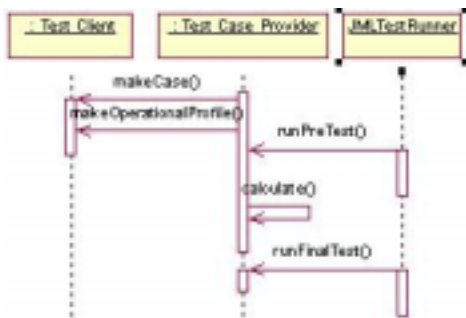 : Test Client
: Test Case Provider
JMLTestRunner
makeCase()
makeOperationalProfile()
runPreTest()
calculate()
runFinalTest()